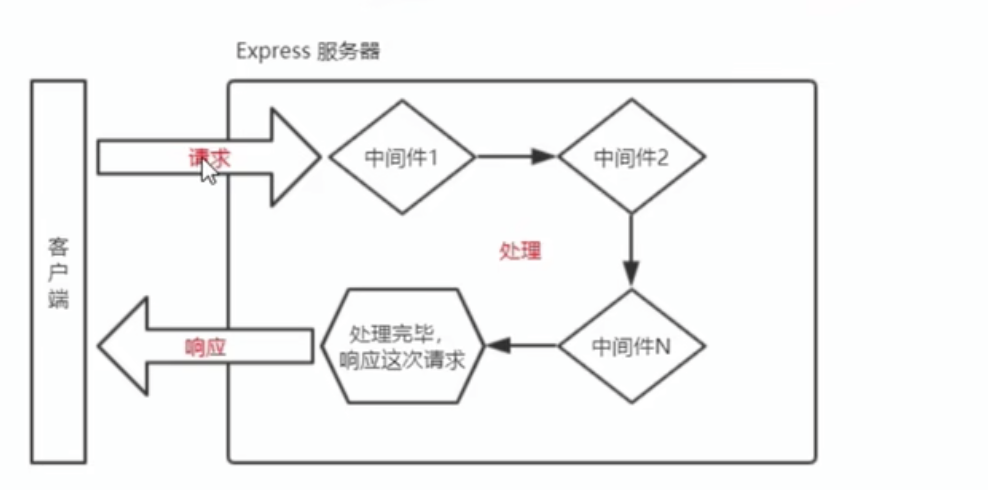 Express 服务器
客户端
请求
中间件1
中间件2
处理
中间件N
处理完毕，
响应这次请求
响应